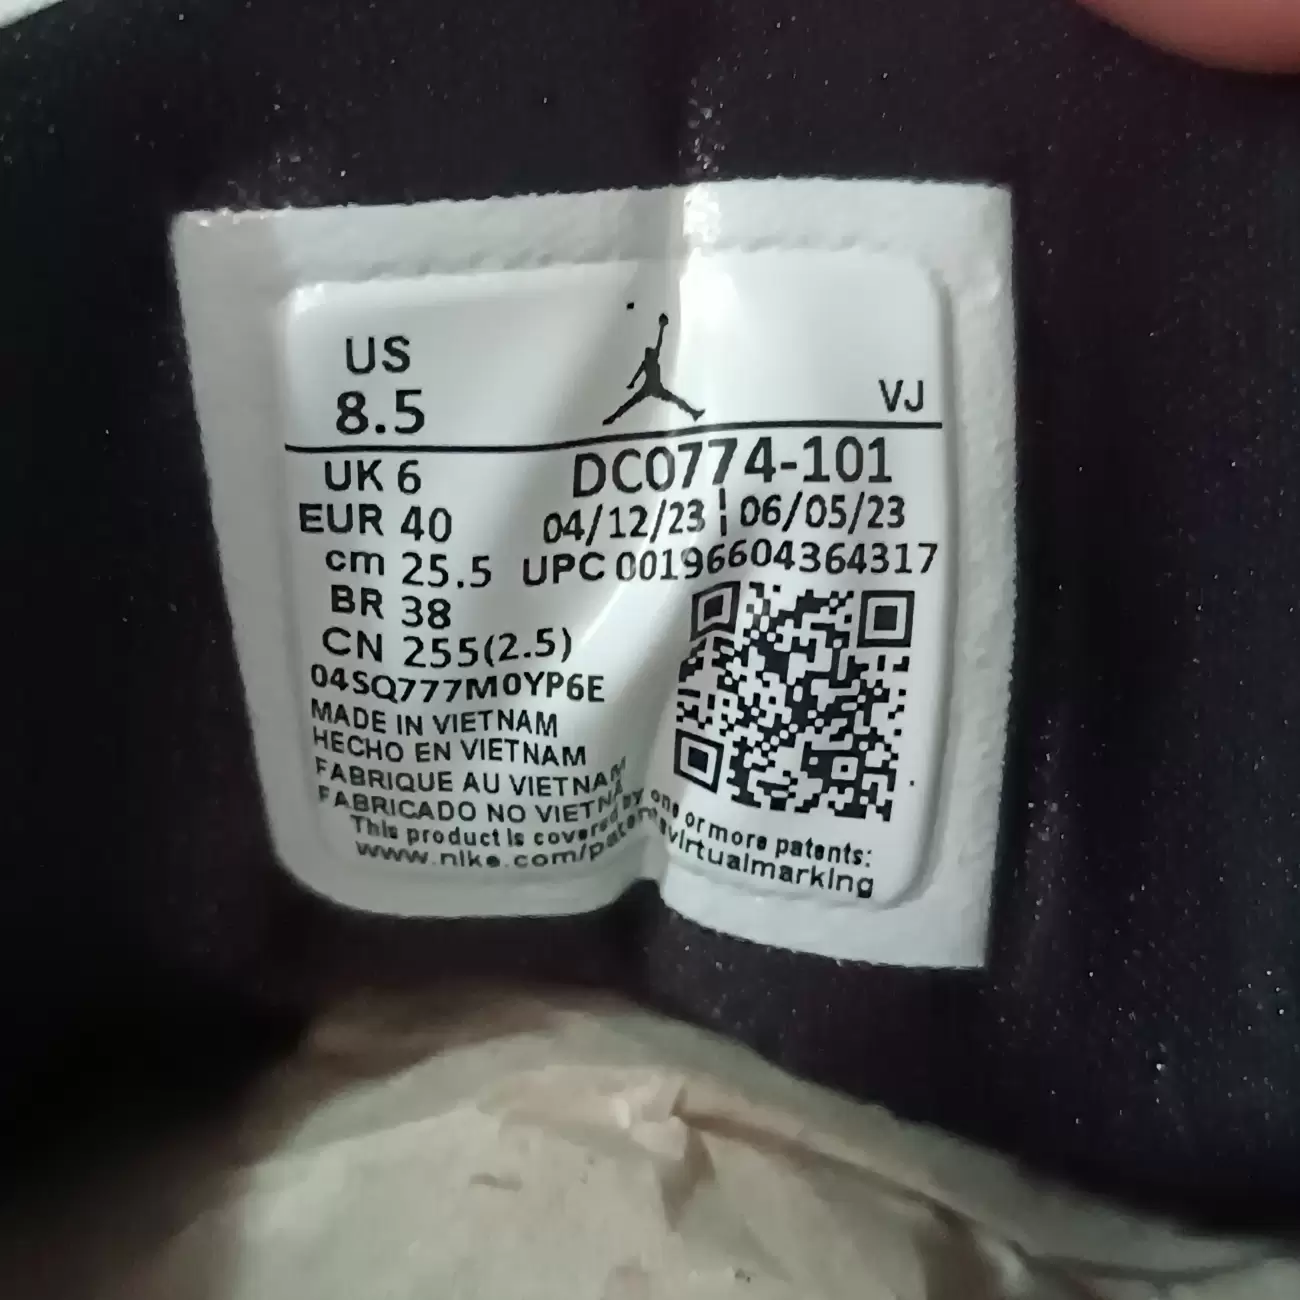 US
8.5
VJ
UK 6
DC0774-101
EUR 40
04/12/23 ¦ 06/05/23
cm 25.5
UPC 00196604364317
BR 38
CN 255(2.5)
04SQ777M0YP6E
MADE IN VIETNAM
HECHO EN VIETNAM
FABRIQUE AU VIETNAM
FABRICADO NO VIETNA
This product is covered by one or more patents:
www.nike.com/patents/virtualmarking